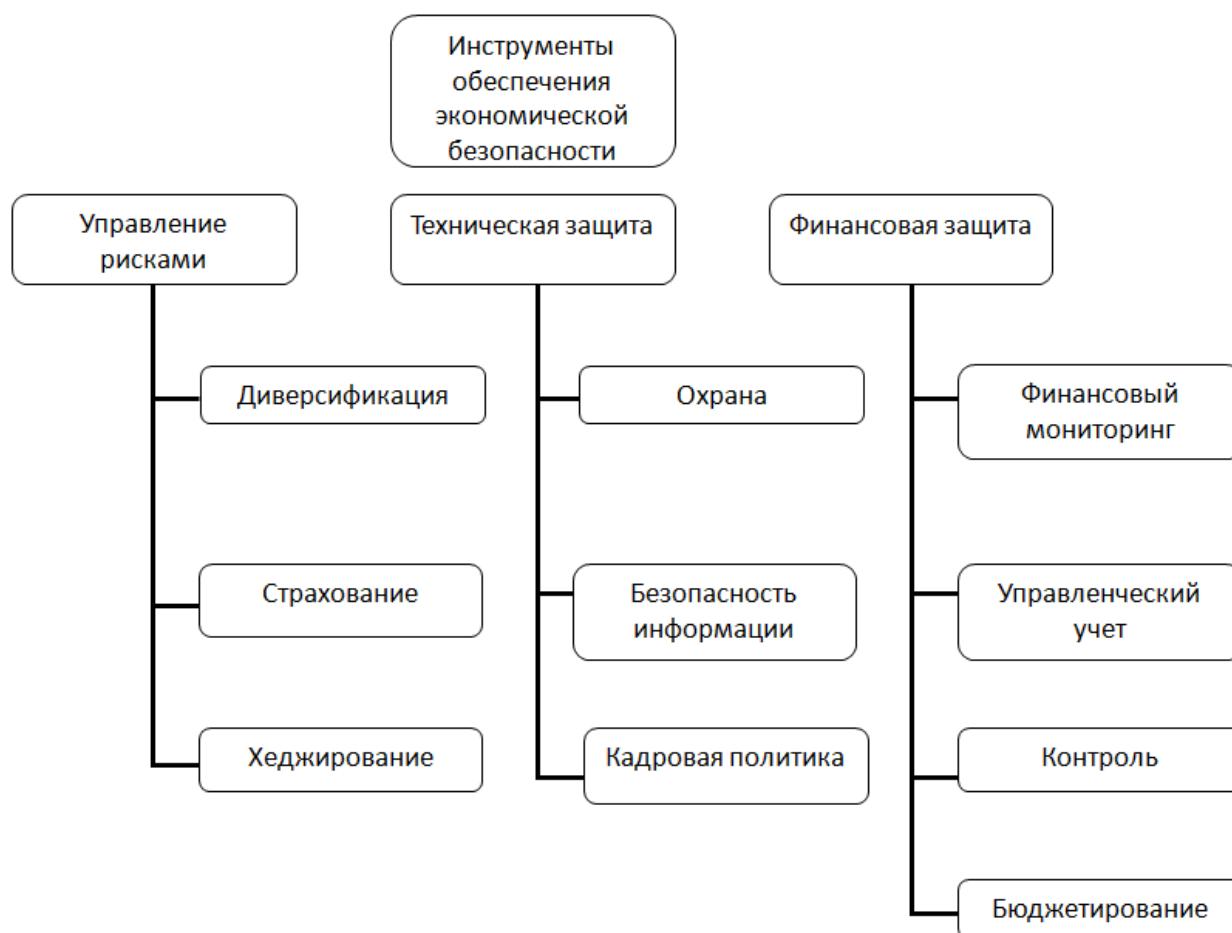 Инструменты
обеспечения
экономической
безопасности
Управление
рисками
Техническая защита
Финансовая защита
Диверсификация
Охрана
Финансовый
мониторинг
Страхование
Безопасность
информации
Управленческий
учет
Хеджирование
Кадровая политика
Контроль
Бюджетирование